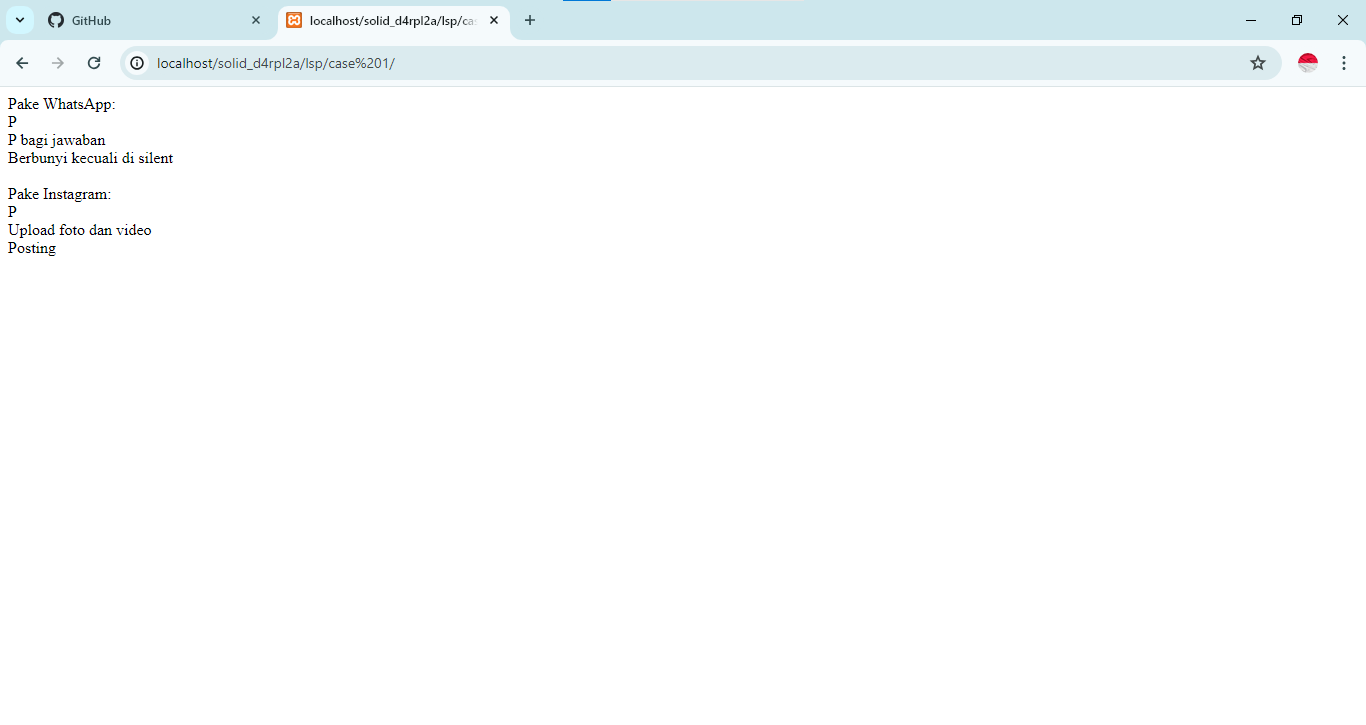 GitHub
localhost/solid_d4rpl2a/lsp/cas
localhost/solid_d4rpl2a/lsp/case%201/
Pake WhatsApp:
P
P bagi jawaban
Berbunyi kecuali di silent
Pake Instagram:
P
Upload foto dan video
Posting